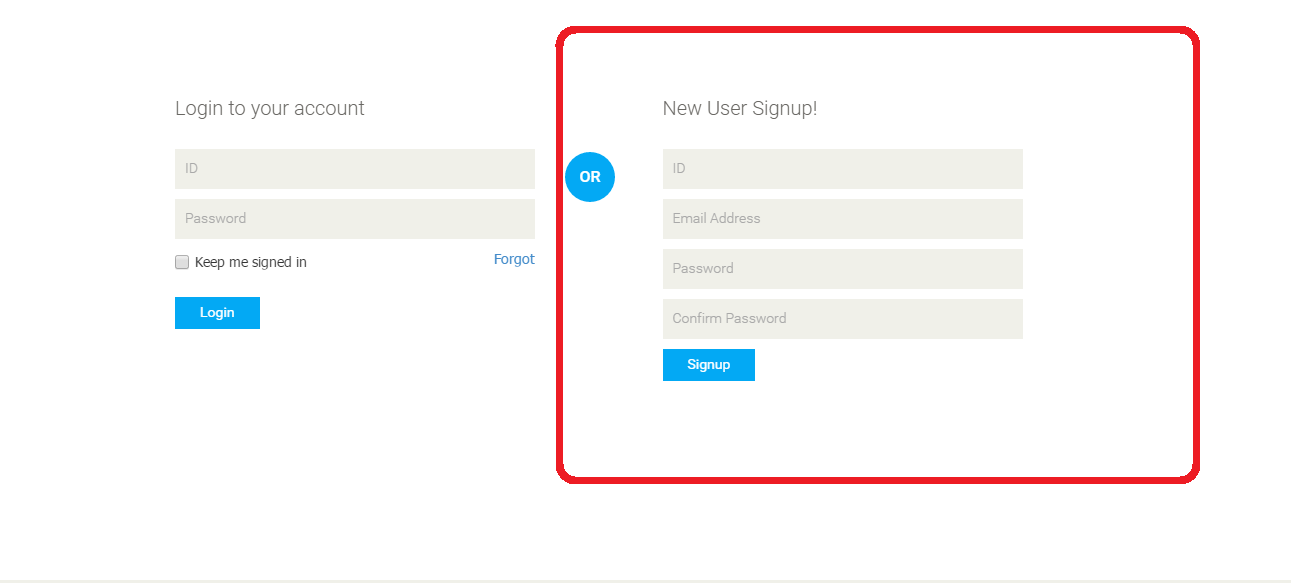 Login to your account
ID
Password
Keep me signed in
Forgot
Login
OR
New User Signup!
ID
Email Address
Password
Confirm Password
Signup